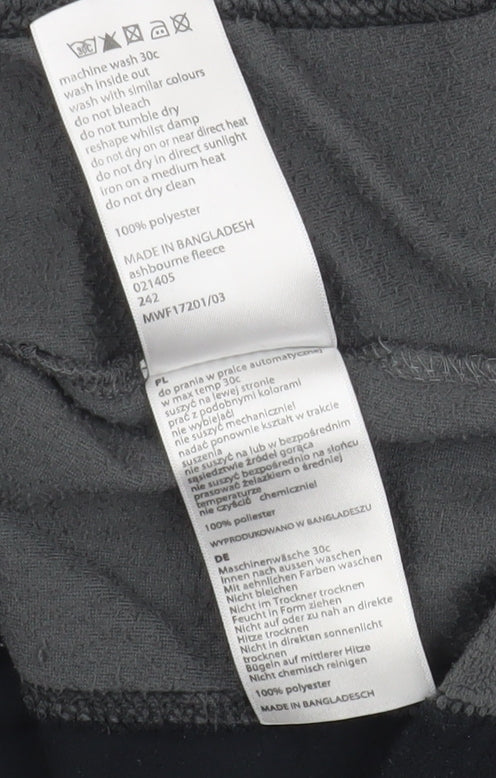 30c
machine wash 30c
wash inside out
wash with similar colours
do not bleach
do not tumble dry
reshape whilst damp
do not dry on or near direct heat
do not dry in direct sunlight
iron on a medium heat
do not dry clean
100% polyester
MADE IN BANGLADESH
ashbourne fleece
021405
242
MWF17201/03
PL
do prania w pralce automatycznej
w max temp 30c
suszyć na lewej stronie
prać z podobnymi kolorami
nie wybielać!
nie suszyć mechanicznie!
nadać ponownie kształt w trakcie
suszenia
nie suszyć na lub w bezpośrednim
sąsiedztwie źródeł gorąca
nie suszyć bezpośrednio na słońcu
prasować żelazkiem o średniej
temperaturze
nie czyścić chemicznie!
100% poliester
WYPRODUKOWANO W BANGLADESZU
DE
Maschinenwäsche 30c
Innen nach aussen waschen
Mit aehnlichen Farben waschen
Nicht bleichen
Nicht im Trockner trocknen
Feucht in Form ziehen
Nicht auf oder zu nah an direkte
Hitze trocknen
Nicht in direkten sonnenlicht
trocknen
Bügeln auf mittlerer Hitze
Nicht chemisch reinigen
100% polyester
MADE IN BANGLADESCH